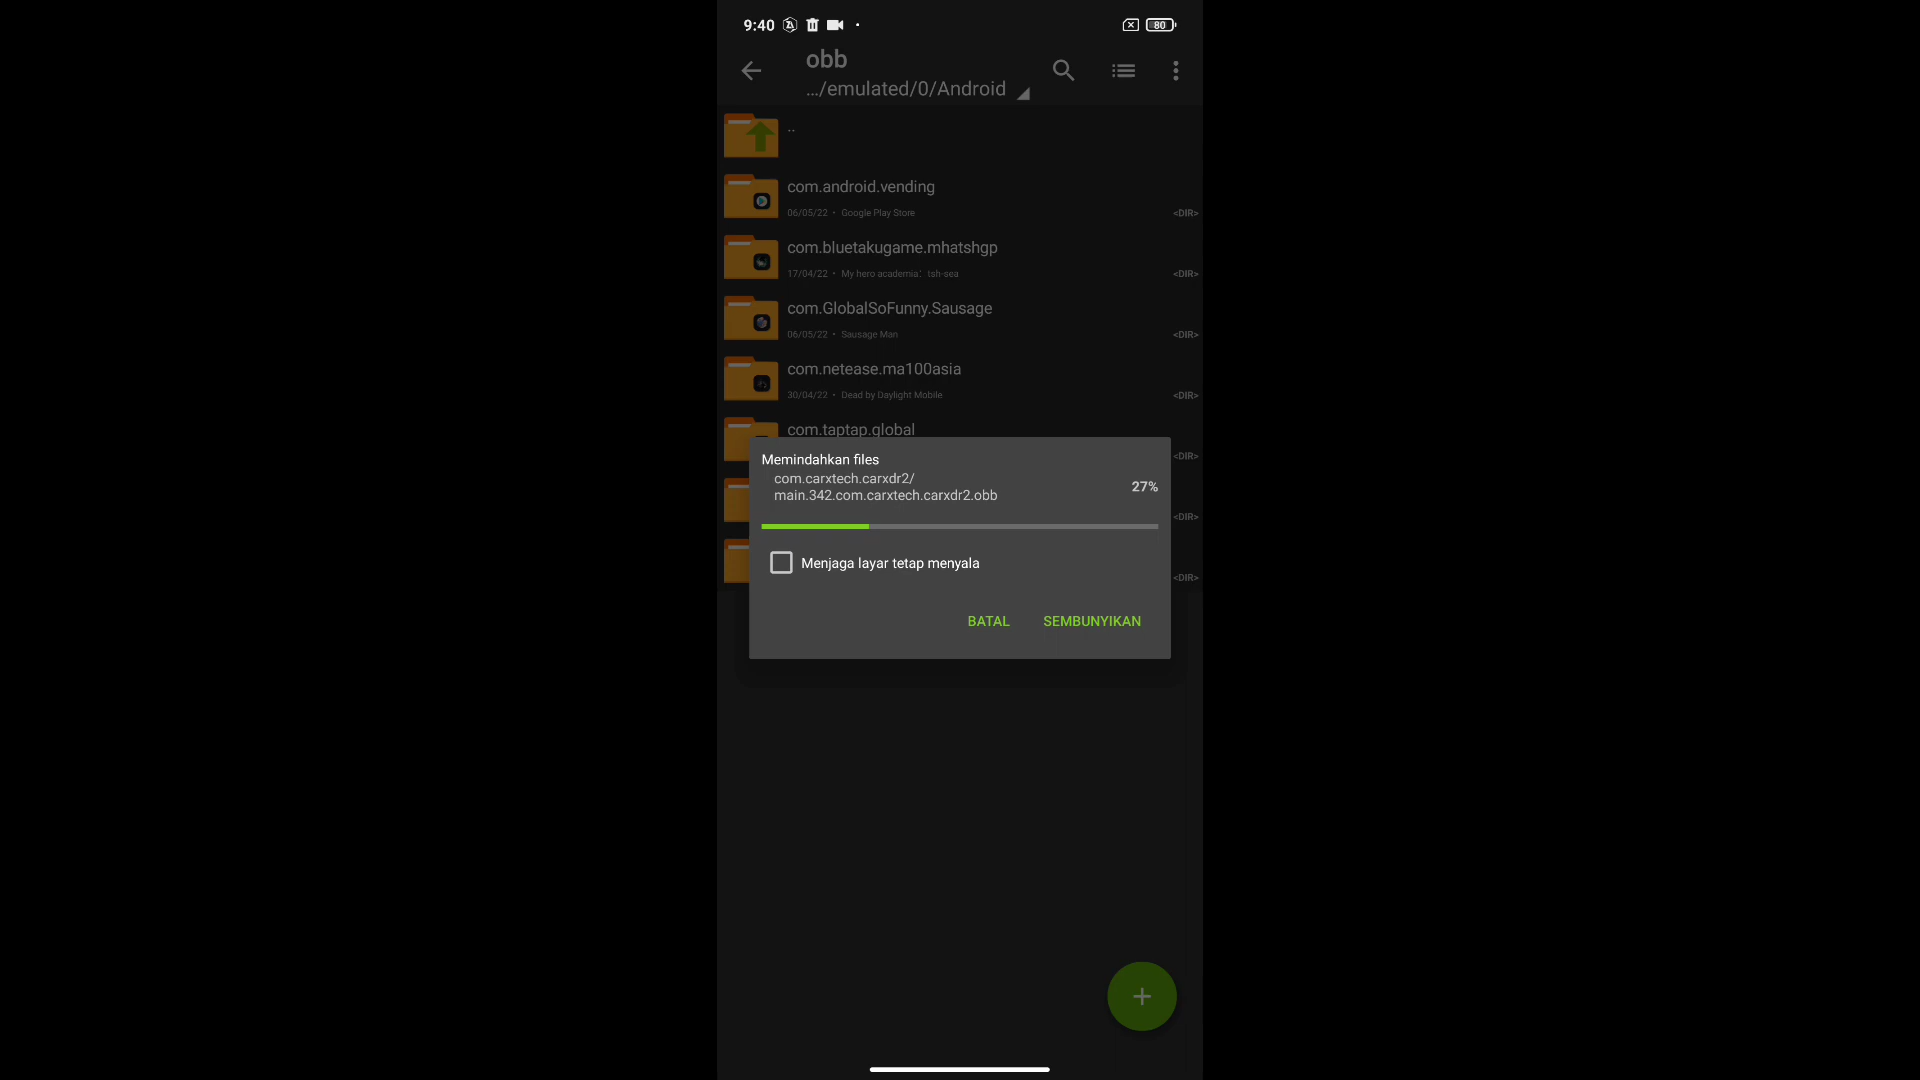 9:40
80
obb
.../emulated/0/Android
..
com.android.vending
06/05/22 • Google Play Store
<DIR>
com.bluetakugame.mhatshgp
17/04/22 • My hero academia：tsh-sea
<DIR>
com.GlobalSoFunny.Sausage
06/05/22 • Sausage Man
<DIR>
com.netease.ma100asia
30/04/22 • Dead by Daylight Mobile
<DIR>
com.taptap.global
<DIR>
Memindahkan files
com.carxtech.carxdr2/
main.342.com.carxtech.carxdr2.obb
27%
<DIR>
Menjaga layar tetap menyala
<DIR>
BATAL SEMBUNYIKAN